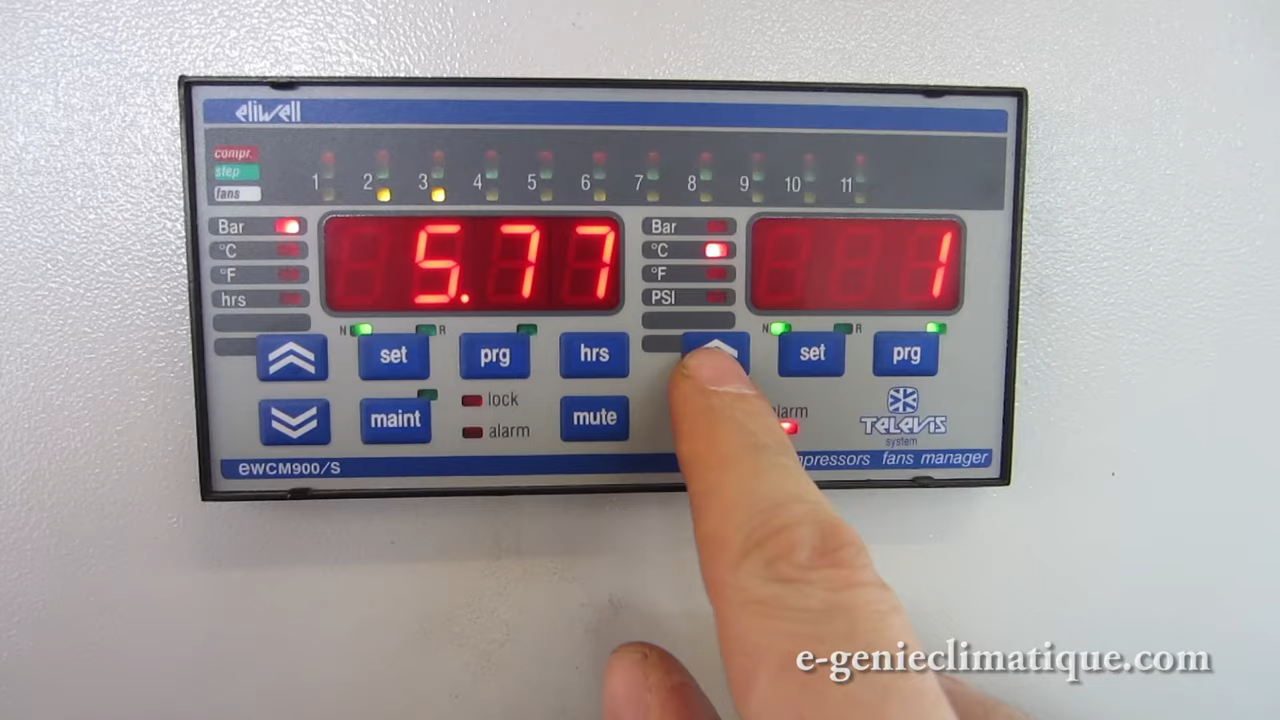 eliwell
compr.
step
fans
1 2 3 4 5 6 7 8 9 10 11
Bar
°C
°F
hrs
5.77
Bar
°C
°F
PSI
1
N R
set
prg
hrs
N R
set
prg
maint
lock
alarm
mute
alarm
TELEVIS
system
EWCM900/S
fans manager
e-genieclimatique.com